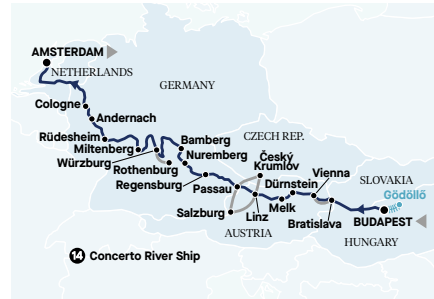 AMSTERDAM
NETHERLANDS
GERMANY
Cologne
Andernach
Rüdesheim
Miltenberg
Würzburg
Rothenburg
Bamberg
Nuremberg
Regensburg
CZECH REP.
Český
Krumlov
Passau
Salzburg
Linz
AUSTRIA
Melk
Dürnstein
Vienna
Bratislava
SLOVAKIA
Gödöllő
BUDAPEST
HUNGARY
14 Concerto River Ship